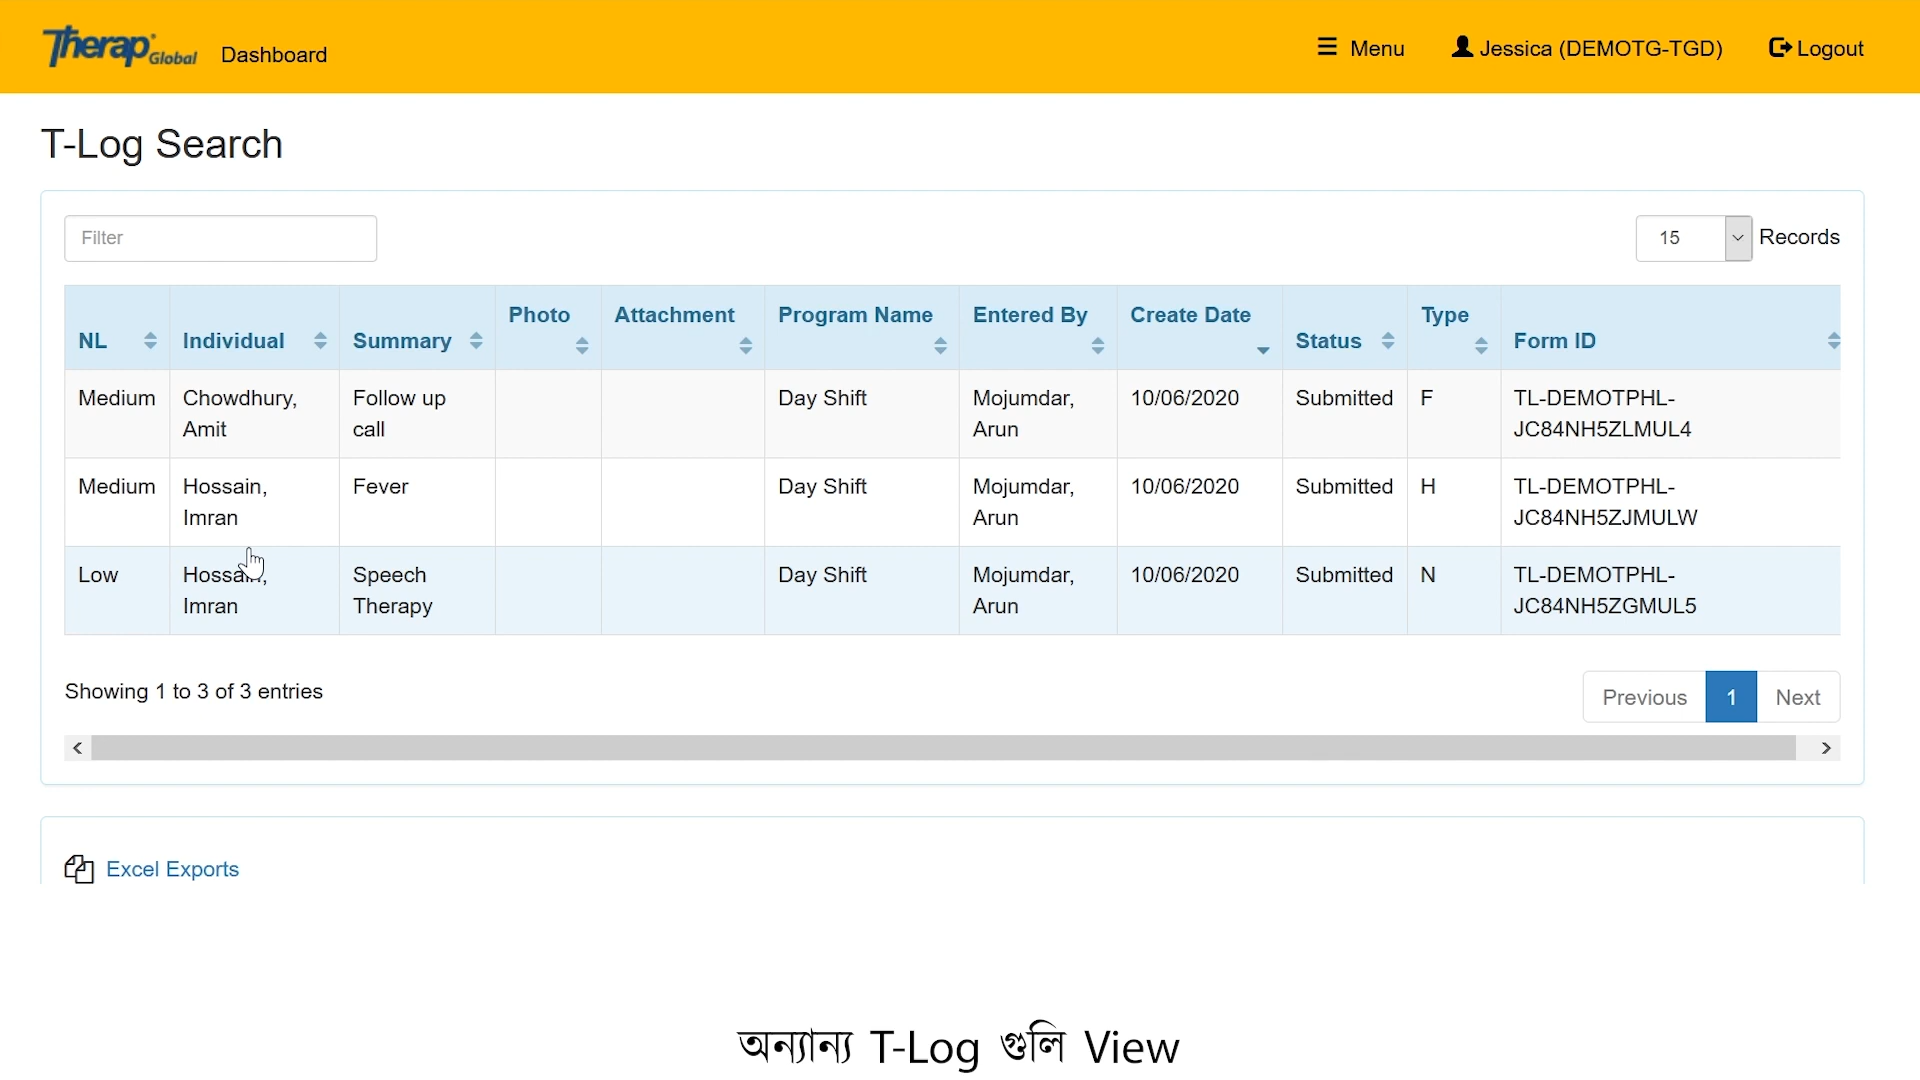 Therap Global Dashboard Menu Jessica (DEMOTG-TGD) Logout
T-Log Search
Filter 15 Records
NL Individual Summary Photo Attachment Program Name Entered By Create Date Status Type Form ID
Medium Chowdhury, Follow up Day Shift Mojumdar, 10/06/2020 Submitted F TL-DEMOTPHL-
Amit call Arun JC84NH5ZLMUL4
Medium Hossain, Fever Day Shift Mojumdar, 10/06/2020 Submitted H TL-DEMOTPHL-
Imran Arun JC84NH5ZJMULW
Low Hossain, Speech Day Shift Mojumdar, 10/06/2020 Submitted N TL-DEMOTPHL-
Imran Therapy Arun JC84NH5ZGMUL5
Showing 1 to 3 of 3 entries Previous 1 Next
Excel Exports
অন্যান্য T-Log গুলি View